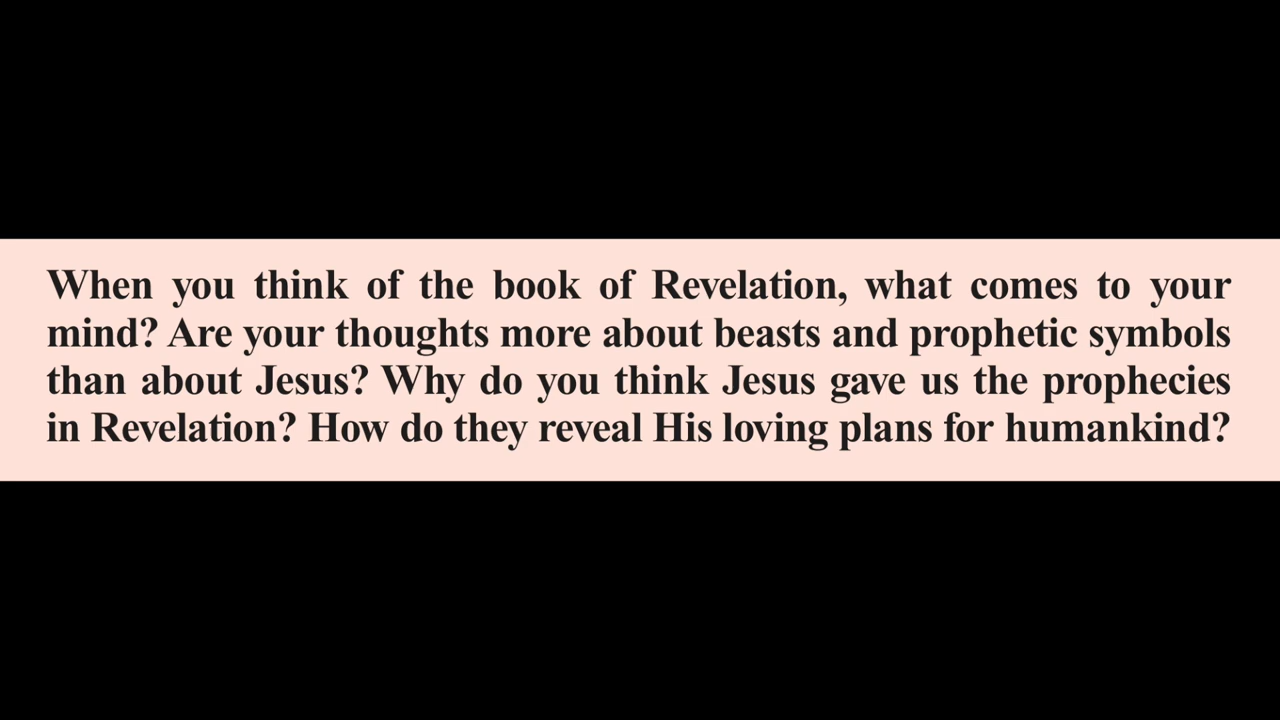 When you think of the book of Revelation, what comes to your
mind? Are your thoughts more about beasts and prophetic symbols
than about Jesus? Why do you think Jesus gave us the prophecies
in Revelation? How do they reveal His loving plans for humankind?